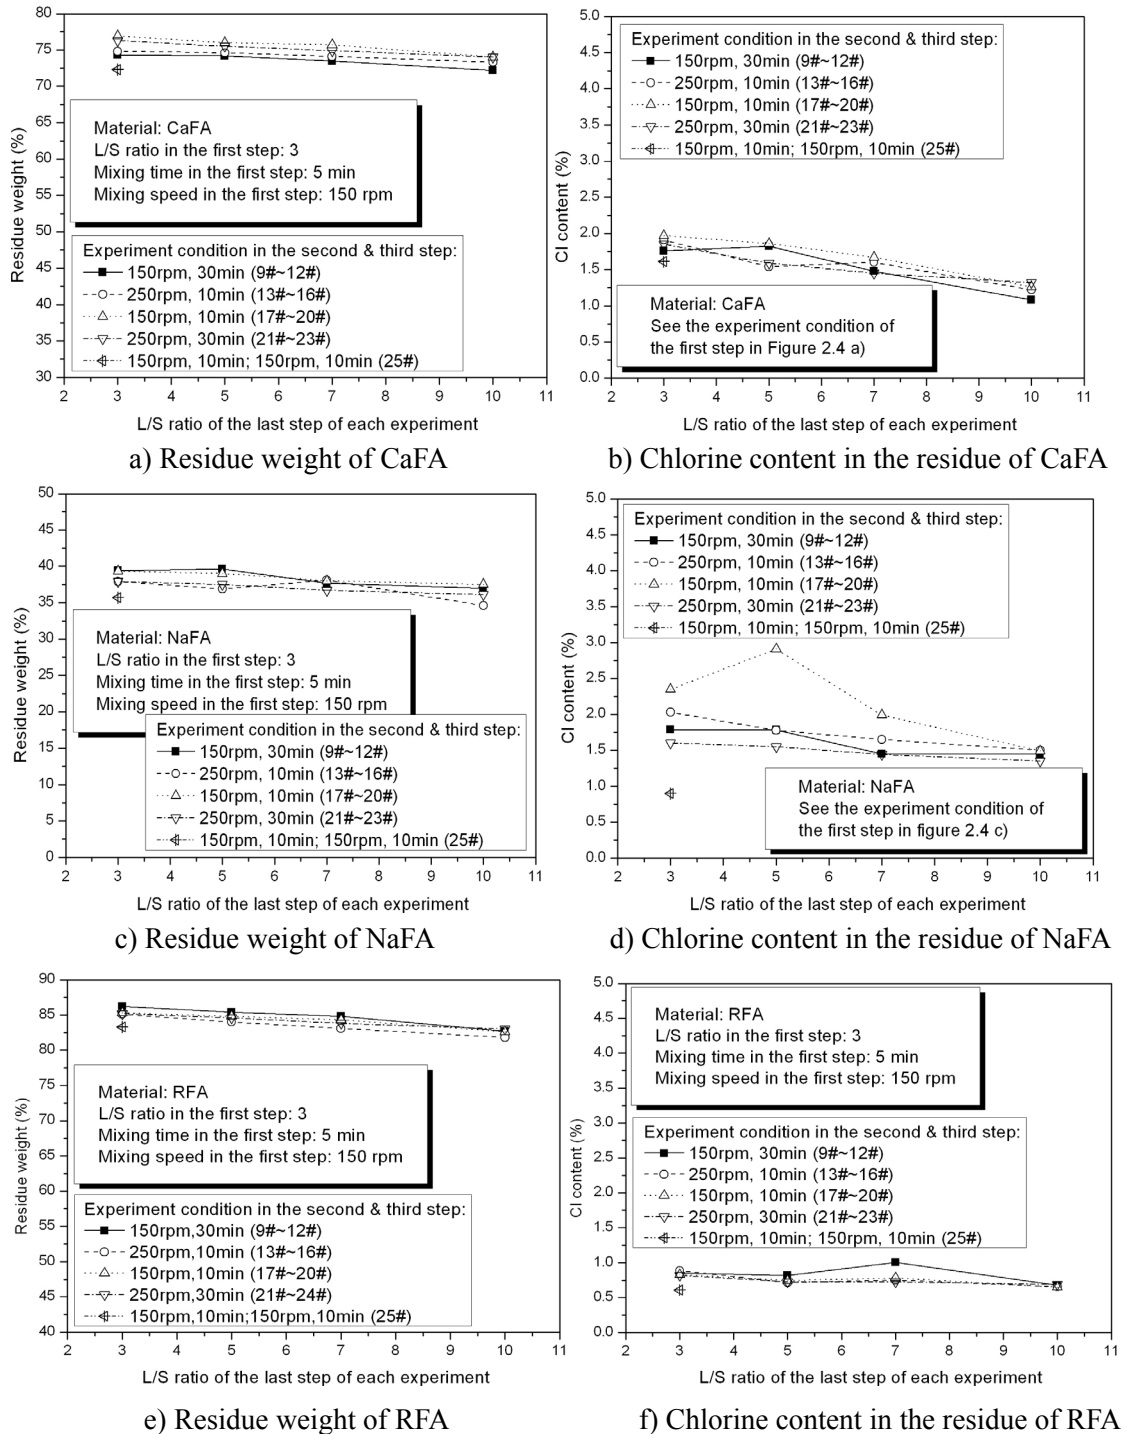 80
75
70
65
60
55
50
45
40
35
30
Residue weight (%)
Material: CaFA
L/S ratio in the first step: 3
Mixing time in the first step: 5 min
Mixing speed in the first step: 150 rpm
Experiment condition in the second & third step:
150rpm, 30min (9#~12#)
250rpm, 10min (13#~16#)
150rpm, 10min (17#~20#)
250rpm, 30min (21#~23#)
150rpm, 10min; 150rpm, 10min (25#)
2 3 4 5 6 7 8 9 10 11
L/S ratio of the last step of each experiment
a) Residue weight of CaFA
5.0
4.5
4.0
3.5
3.0
2.5
2.0
1.5
1.0
0.5
0.0
Cl content (%)
Experiment condition in the second & third step:
150rpm, 30min (9#~12#)
250rpm, 10min (13#~16#)
150rpm, 10min (17#~20#)
250rpm, 30min (21#~23#)
150rpm, 10min; 150rpm, 10min (25#)
Material: CaFA
See the experiment condition of
the first step in Figure 2.4 a)
2 3 4 5 6 7 8 9 10 11
L/S ratio of the last step of each experiment
b) Chlorine content in the residue of CaFA
50
45
40
35
30
25
20
15
10
5
0
Residue weight (%)
Material: NaFA
L/S ratio in the first step: 3
Mixing time in the first step: 5 min
Mixing speed in the first step: 150 rpm
Experiment condition in the second & third step:
150rpm, 30min (9#~12#)
250rpm, 10min (13#~16#)
150rpm, 10min (17#~20#)
250rpm, 30min (21#~23#)
150rpm, 10min; 150rpm, 10min (25#)
2 3 4 5 6 7 8 9 10 11
L/S ratio of the last step of each experiment
c) Residue weight of NaFA
5.0
4.5
4.0
3.5
3.0
2.5
2.0
1.5
1.0
0.5
0.0
Cl content (%)
Experiment condition in the second & third step:
150rpm, 30min (9#~12#)
250rpm, 10min (13#~16#)
150rpm, 10min (17#~20#)
250rpm, 30min (21#~23#)
150rpm, 10min; 150rpm, 10min (25#)
Material: NaFA
See the experiment condition of
the first step in figure 2.4 c)
2 3 4 5 6 7 8 9 10 11
L/S ratio of the last step of each experiment
d) Chlorine content in the residue of NaFA
90
85
80
75
70
65
60
55
50
45
40
Residue weight (%)
Material: RFA
L/S ratio in the first step: 3
Mixing time in the first step: 5 min
Mixing speed in the first step: 150 rpm
Experiment condition in the second & third step:
150rpm,30min (9#~12#)
250rpm,10min (13#~16#)
150rpm,10min (17#~20#)
250rpm,30min (21#~24#)
150rpm,10min;150rpm,10min (25#)
2 3 4 5 6 7 8 9 10 11
L/S ratio of the last step of each experiment
e) Residue weight of RFA
5.0
4.5
4.0
3.5
3.0
2.5
2.0
1.5
1.0
0.5
0.0
Cl content (%)
Material: RFA
L/S ratio in the first step: 3
Mixing time in the first step: 5 min
Mixing speed in the first step: 150 rpm
Experiment condition in the second & third step:
150rpm, 30min (9#~12#)
250rpm, 10min (13#~16#)
150rpm, 10min (17#~20#)
250rpm, 30min (21#~23#)
150rpm, 10min; 150rpm, 10min (25#)
2 3 4 5 6 7 8 9 10 11
L/S ratio of the last step of each experiment
f) Chlorine content in the residue of RFA